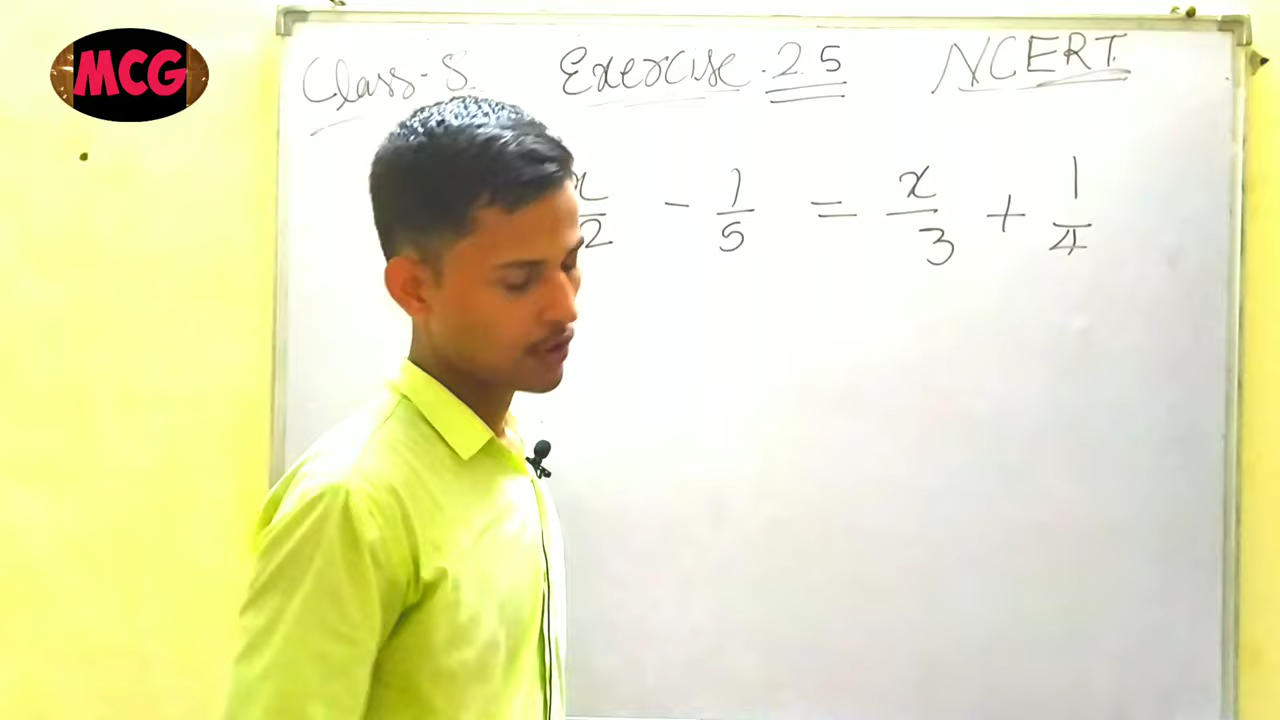 MCG
Class-8 Exercise.2.5 NCERT
x/2 - 1/5 = x/3 + 1/4